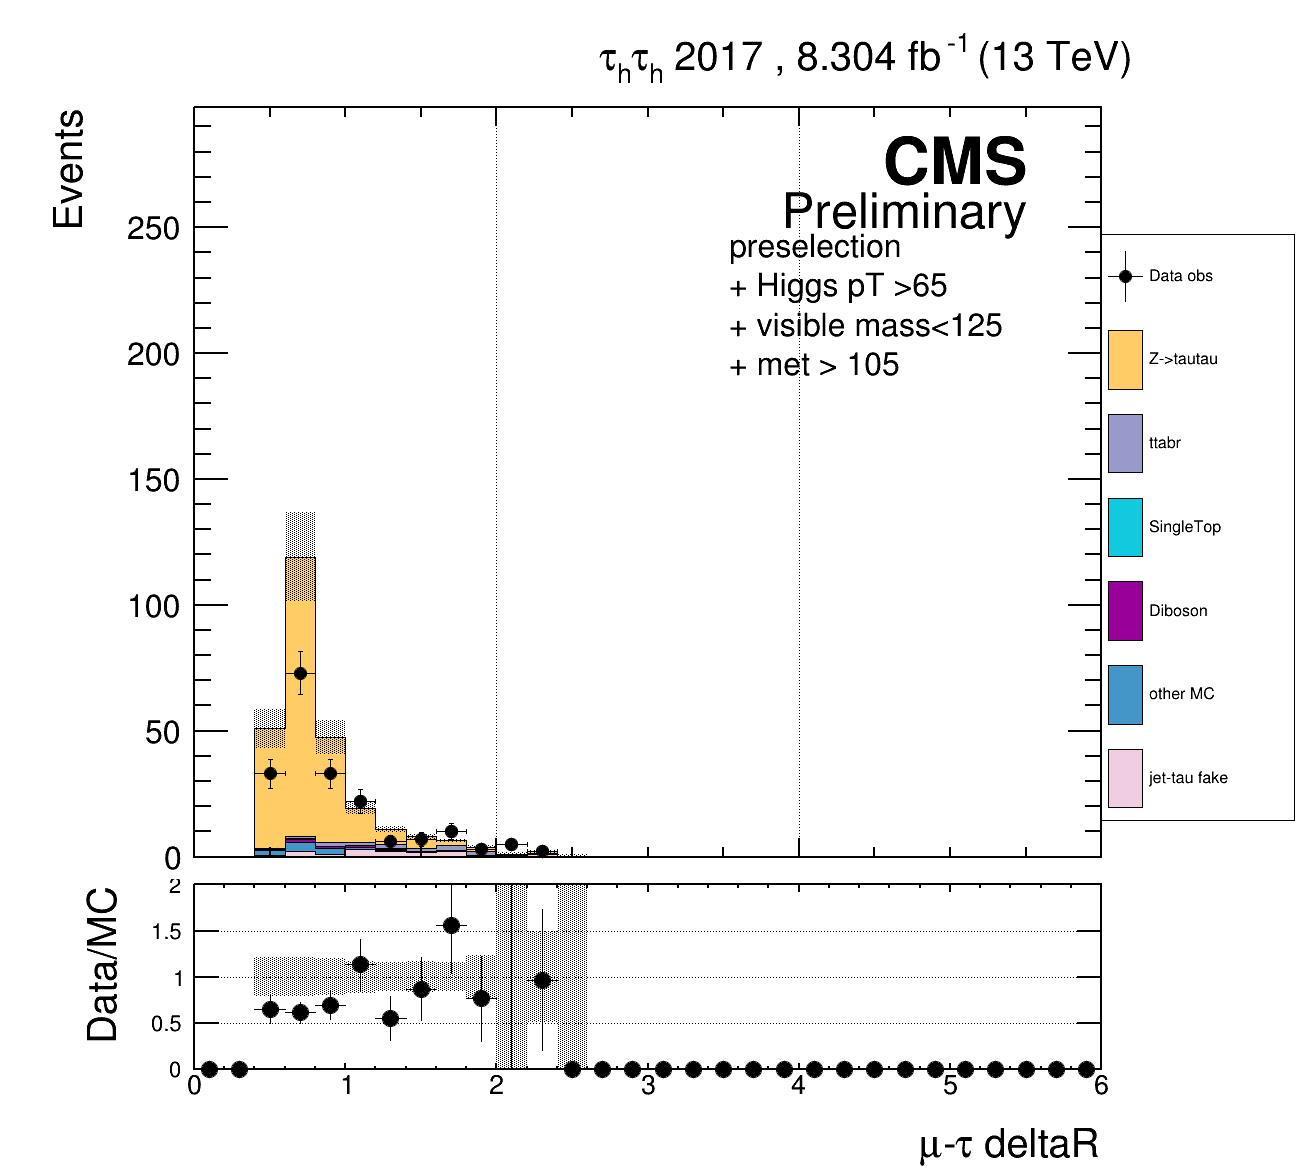 τhτh 2017 , 8.304 fb-1 (13 TeV)
Events
CMS
Preliminary
preselection
+ Higgs pT >65
+ visible mass<125
+ met > 105
250
200
150
100
50
0
Data obs
Z->tautau
ttabr
SingleTop
Diboson
other MC
jet-tau fake
Data/MC
2
1.5
1
0.5
0
0 1 2 3 4 5 6
μ-τ deltaR